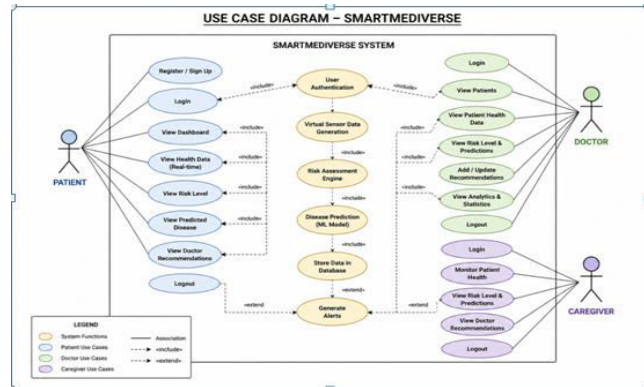 USE CASE DIAGRAM – SMARTMEDIVERSE
SMARTMEDIVERSE SYSTEM
PATIENT
Register / Sign Up
Login
View Dashboard
View Health Data
(Real-time)
View Risk Level
View Predicted
Disease
View Doctor
Recommendations
Logout
«include»
«include»
«include»
«include»
«include»
«include»
«extend
User
Authentication
«include»
Virtual Sensor Data
Generation
«include»
Risk Assessment
Engine
«include»
Disease Prediction
(ML Model)
«include»
Store Data in
Database
«extend»
Generate
Alerts
«include»
«include»
«include»
«include»
«extend
Login
View Patients
View Patient Health
Data
View Risk Level &
Predictions
Add / Update
Recommendations
View Analytics &
Statistics
Logout
DOCTOR
Login
Monitor Patient
Health
View Risk Level &
Predictions
View Doctor
Recommendations
Logout
CAREGIVER
LEGEND
System Functions
Patient Use Cases
Doctor Use Cases
Caregiver Use Cases
Association
«include»
«extend»